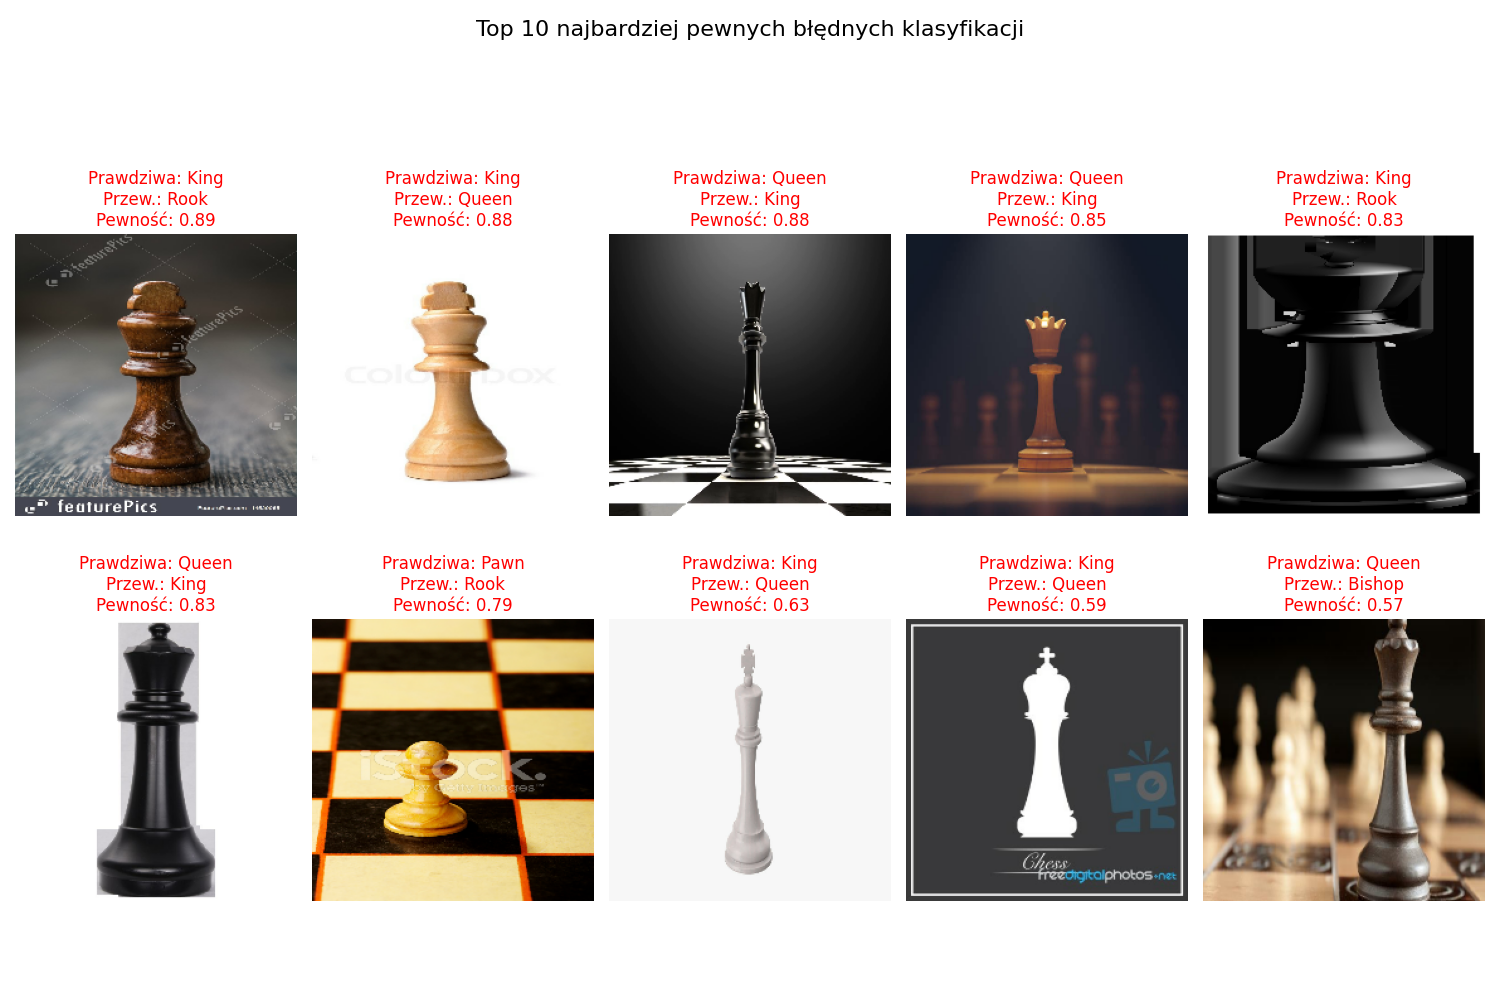 Top 10 najbardziej pewnych błędnych klasyfikacji
Prawdziwa: King
Przew.: Rook
Pewność: 0.89
Prawdziwa: King
Przew.: Queen
Pewność: 0.88
Prawdziwa: Queen
Przew.: King
Pewność: 0.88
Prawdziwa: Queen
Przew.: King
Pewność: 0.85
Prawdziwa: King
Przew.: Rook
Pewność: 0.83
featurePics
featurePics
featurePics
Colourbox
Prawdziwa: Queen
Przew.: King
Pewność: 0.83
Prawdziwa: Pawn
Przew.: Rook
Pewność: 0.79
Prawdziwa: King
Przew.: Queen
Pewność: 0.63
Prawdziwa: King
Przew.: Queen
Pewność: 0.59
Prawdziwa: Queen
Przew.: Bishop
Pewność: 0.57
iStock.
Chess
freedigitalphotos.net